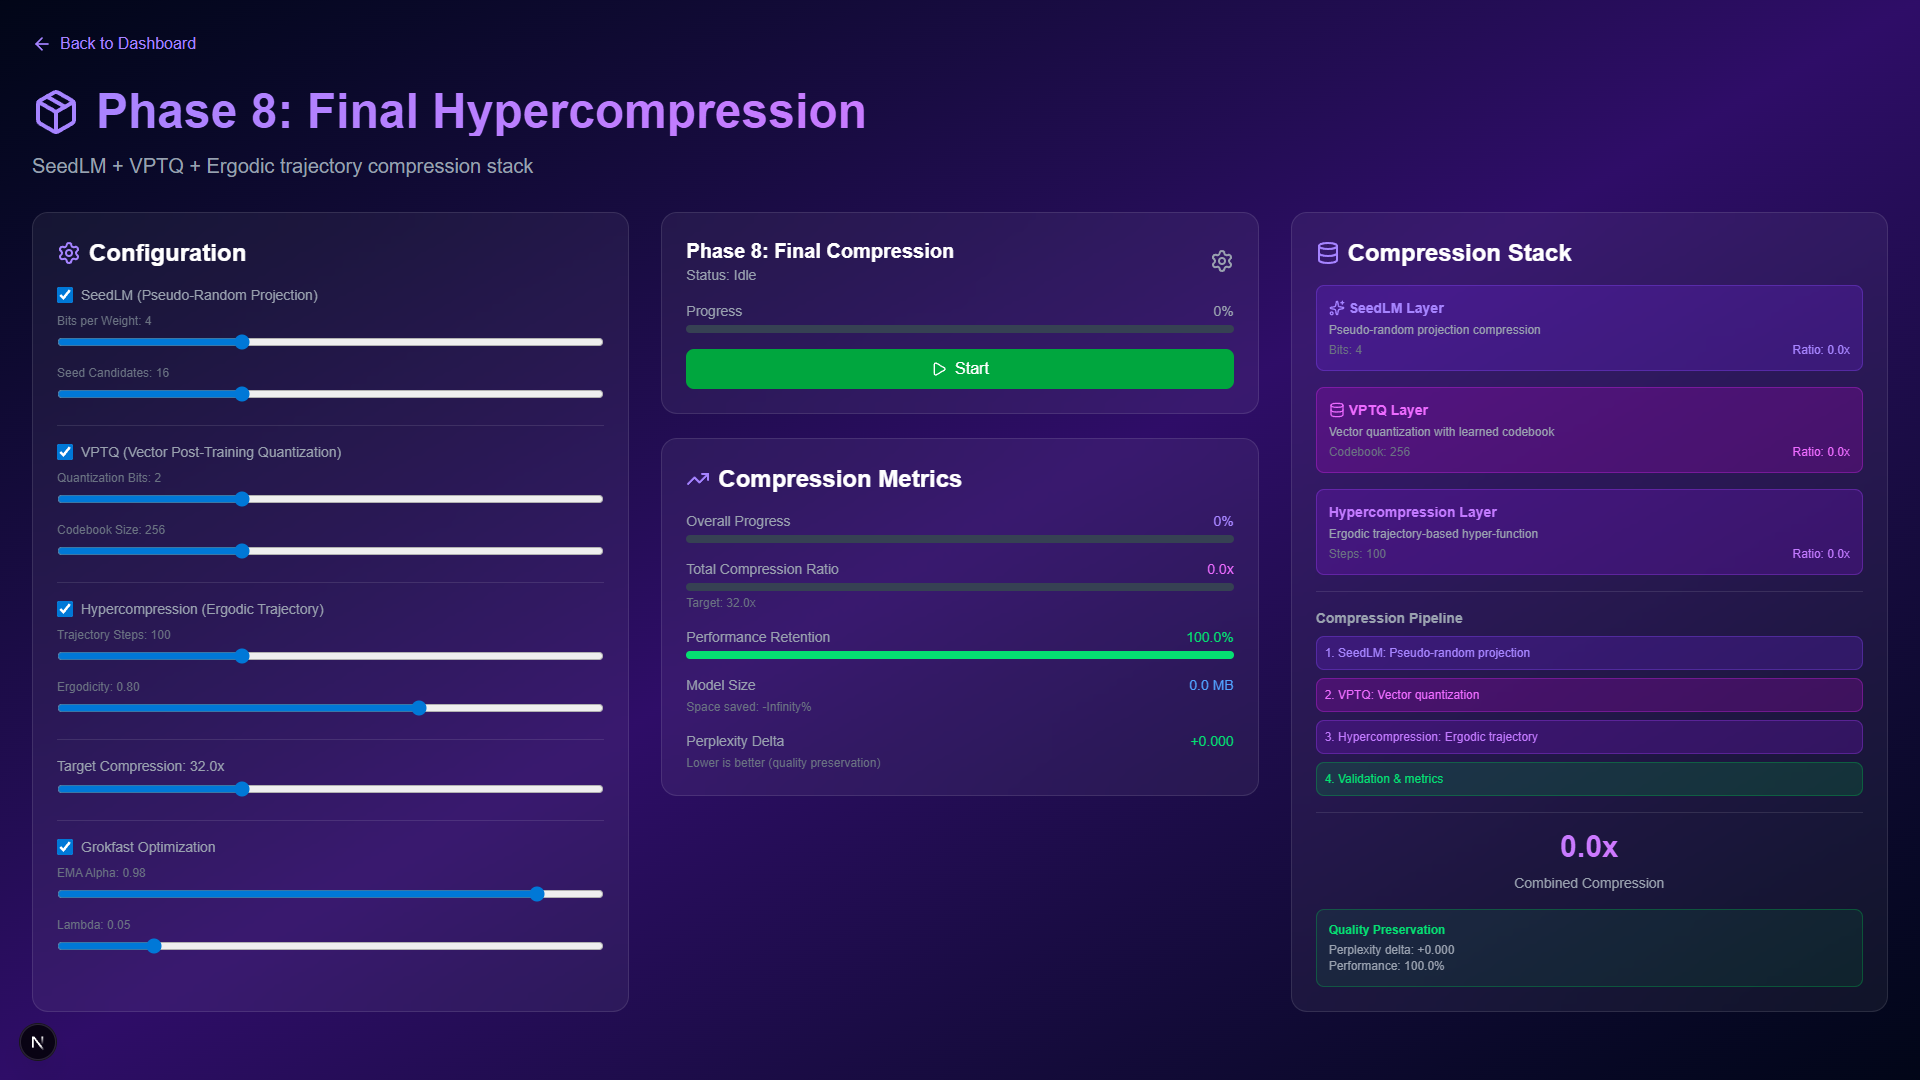 Back to Dashboard
Phase 8: Final Hypercompression
SeedLM + VPTQ + Ergodic trajectory compression stack
Configuration
SeedLM (Pseudo-Random Projection)
Bits per Weight: 4
Seed Candidates: 16
VPTQ (Vector Post-Training Quantization)
Quantization Bits: 2
Codebook Size: 256
Hypercompression (Ergodic Trajectory)
Trajectory Steps: 100
Ergodicity: 0.80
Target Compression: 32.0x
Grokfast Optimization
EMA Alpha: 0.98
Lambda: 0.05
Phase 8: Final Compression
Status: Idle
Progress 0%
Start
Compression Metrics
Overall Progress 0%
Total Compression Ratio 0.0x
Target: 32.0x
Performance Retention 100.0%
Model Size 0.0 MB
Space saved: -Infinity%
Perplexity Delta +0.000
Lower is better (quality preservation)
Compression Stack
SeedLM Layer
Pseudo-random projection compression
Bits: 4 Ratio: 0.0x
VPTQ Layer
Vector quantization with learned codebook
Codebook: 256 Ratio: 0.0x
Hypercompression Layer
Ergodic trajectory-based hyper-function
Steps: 100 Ratio: 0.0x
Compression Pipeline
1. SeedLM: Pseudo-random projection
2. VPTQ: Vector quantization
3. Hypercompression: Ergodic trajectory
4. Validation & metrics
0.0x
Combined Compression
Quality Preservation
Perplexity delta: +0.000
Performance: 100.0%
N